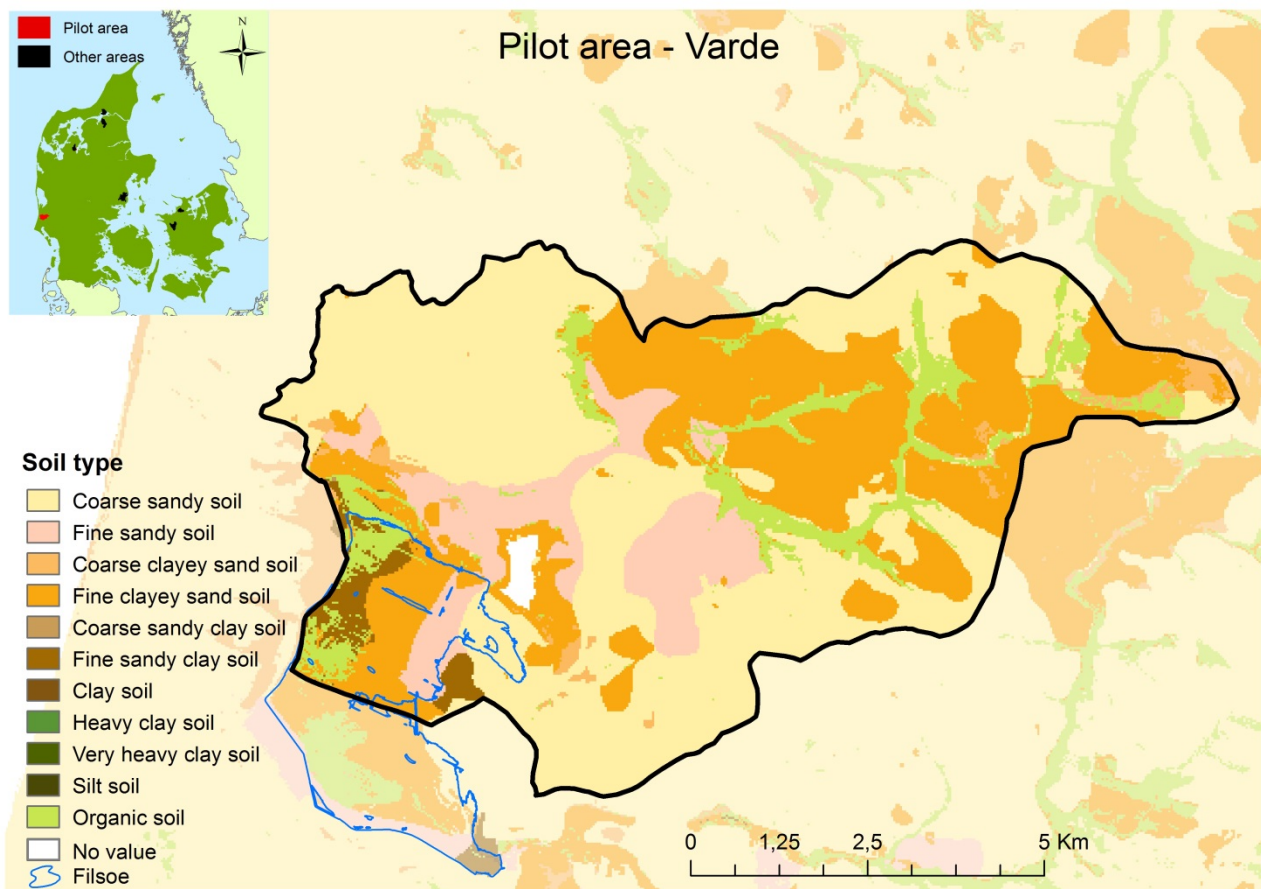 Pilot area
Other areas
N
Pilot area - Varde
Soil type
Coarse sandy soil
Fine sandy soil
Coarse clayey sand soil
Fine clayey sand soil
Coarse sandy clay soil
Fine sandy clay soil
Clay soil
Heavy clay soil
Very heavy clay soil
Silt soil
Organic soil
No value
Filsoe
0 1,25 2,5 5 Km